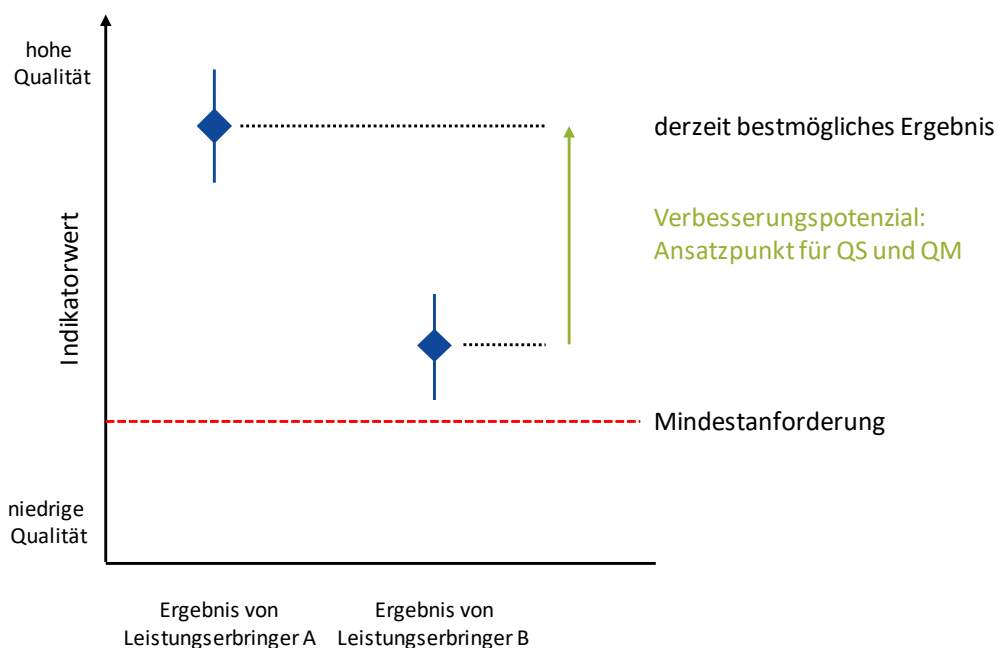 hohe
Qualität
derzeit bestmögliches Ergebnis
Verbesserungspotenzial:
Ansatzpunkt für QS und QM
Indikatorwert
Mindestanforderung
niedrige
Qualität
Ergebnis von
Leistungserbringer A
Ergebnis von
Leistungserbringer B